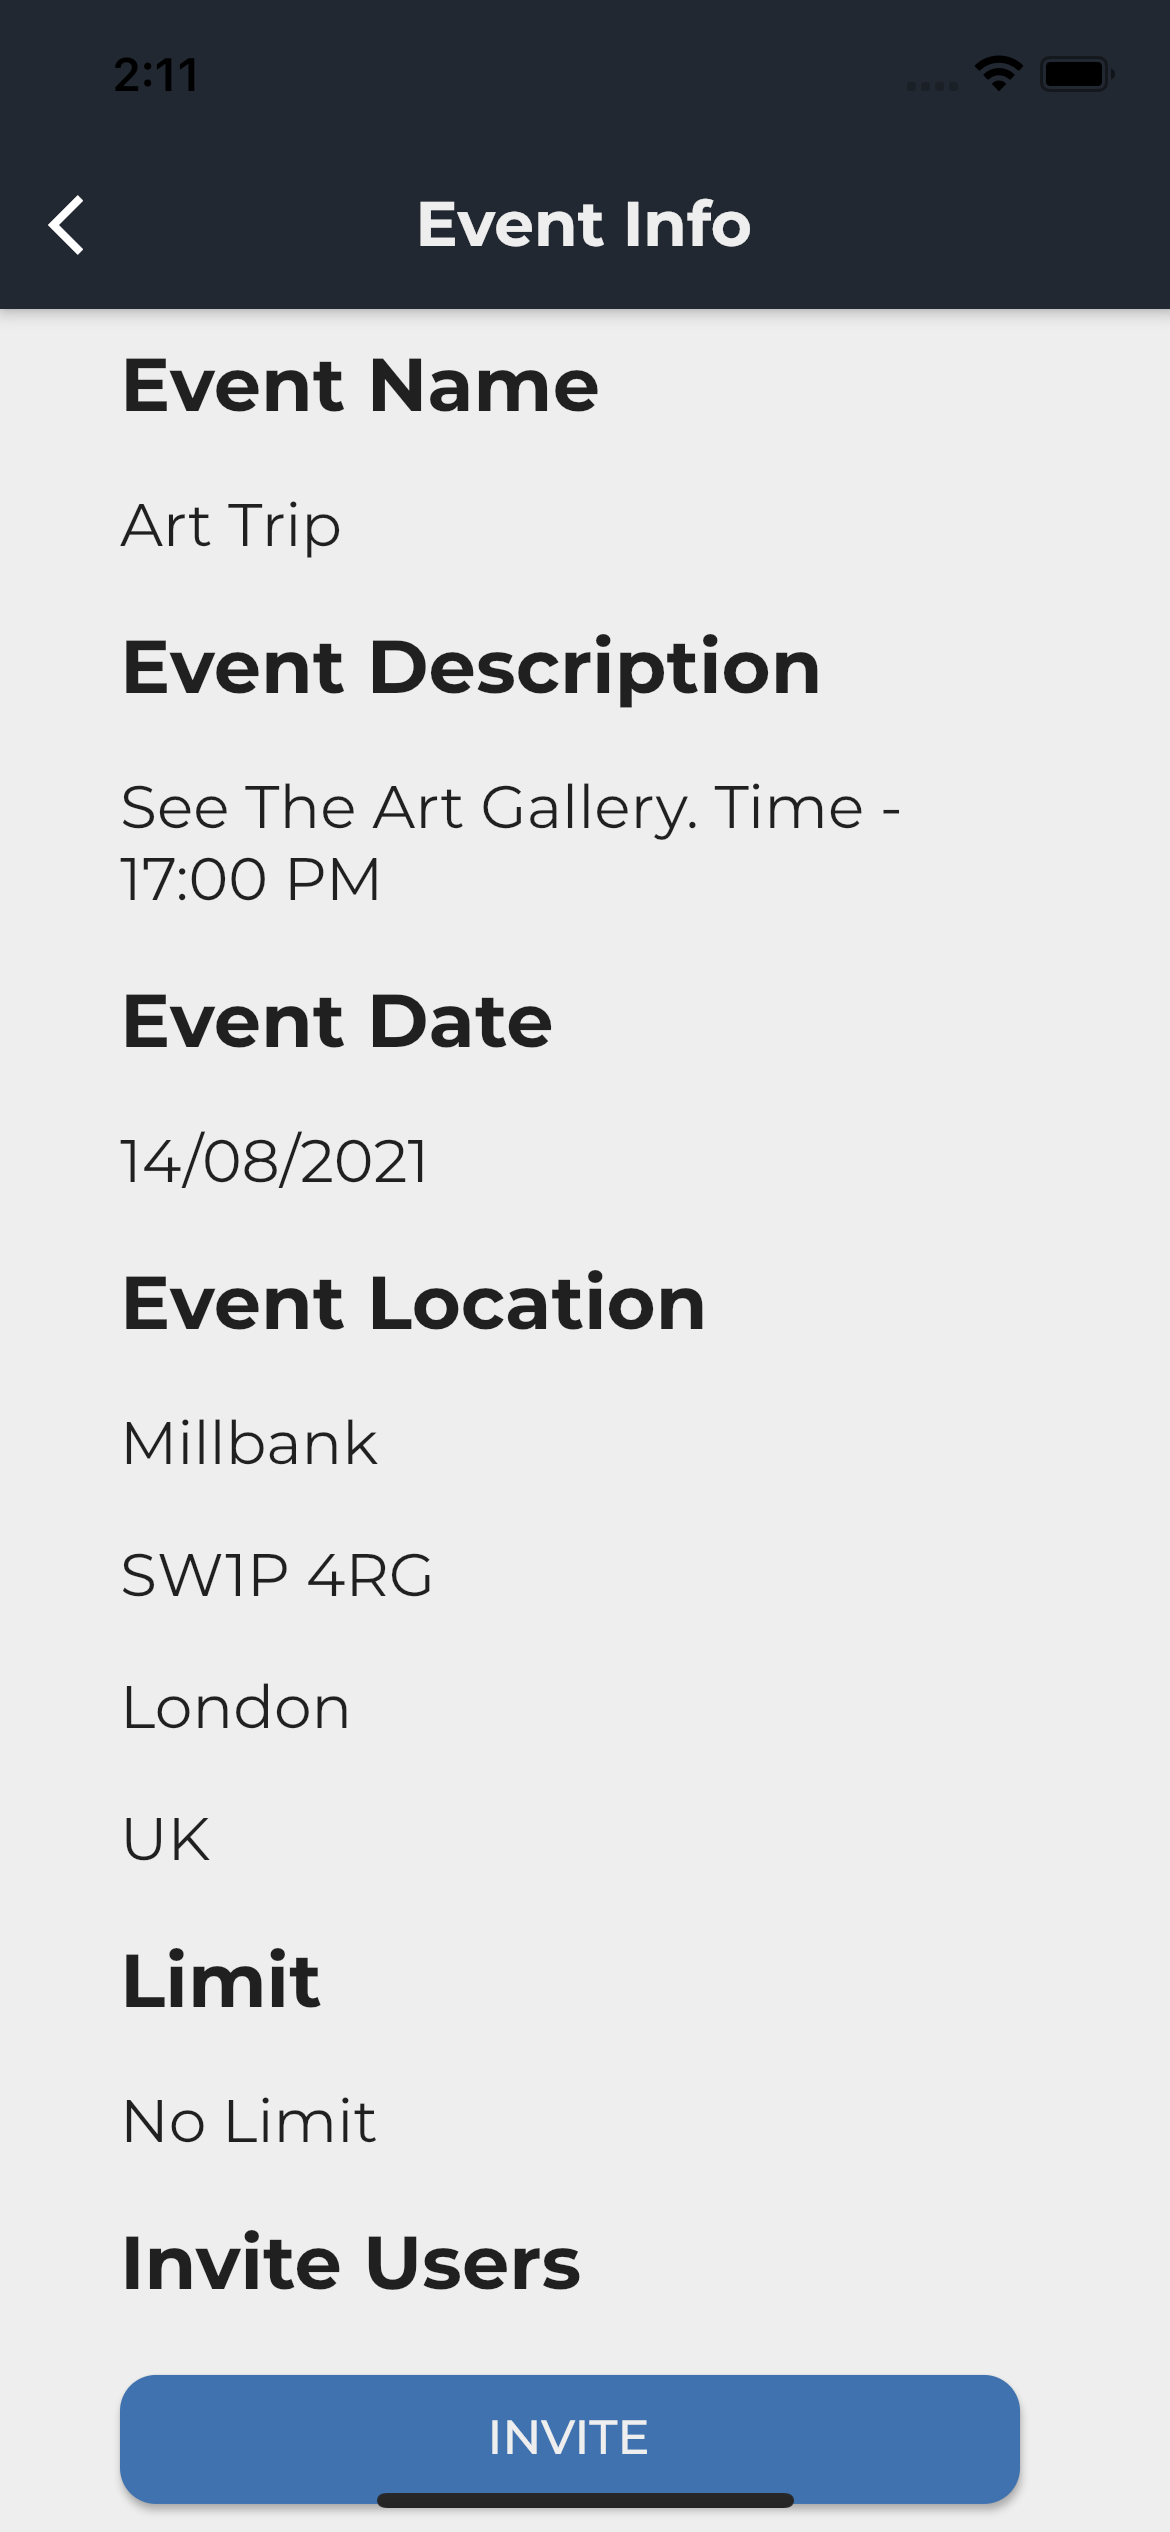 2:11
Event Info
Event Name
Art Trip
Event Description
See The Art Gallery. Time -
17:00 PM
Event Date
14/08/2021
Event Location
Millbank
SW1P 4RG
London
UK
Limit
No Limit
Invite Users
INVITE